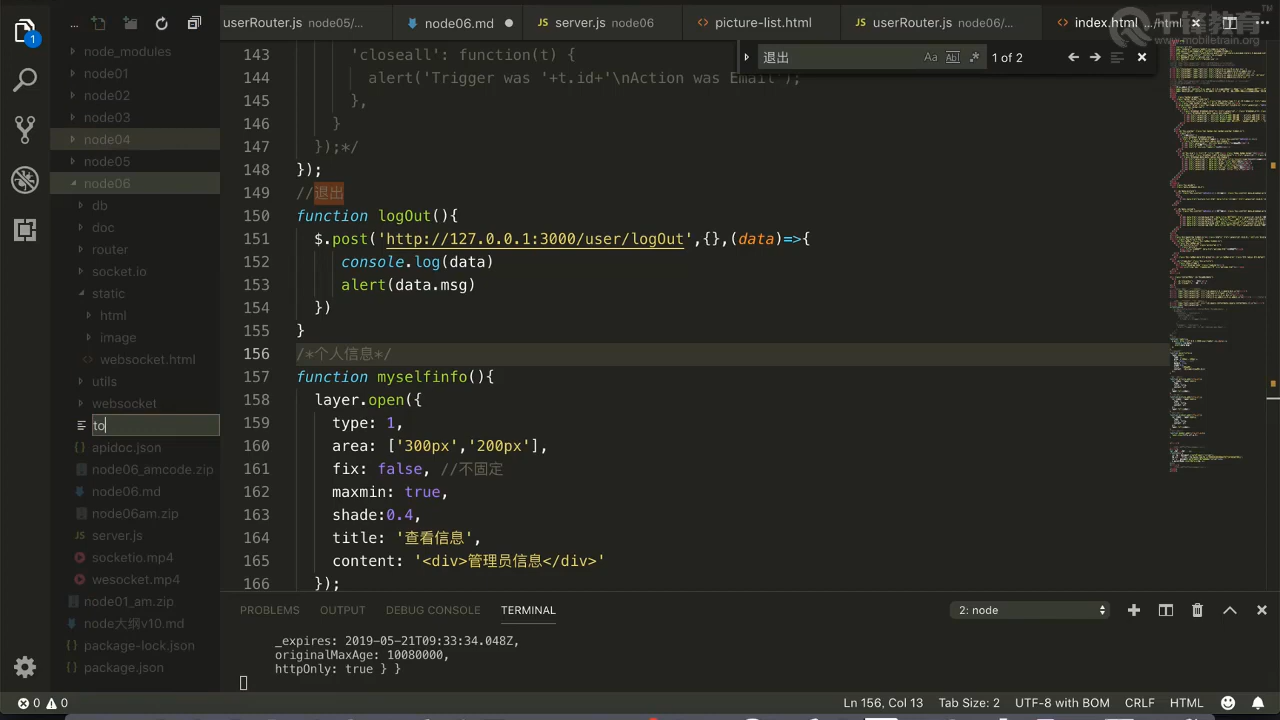 userRouter.js node05/...
node06.md
server.js node06
picture-list.html
userRouter.js node06/...
index.html .../html
千锋教育
www.mobiletrain.org
退出
Aa
Abl
.*
1 of 2
1
...
node_modules
node01
node02
node03
node04
node05
node06
db
doc
router
socket.io
static
html
image
websocket.html
utils
websocket
to
apidoc.json
node06_amcode.zip
node06.md
node06am.zip
server.js
socketio.mp4
wesocket.mp4
node01_am.zip
node大纲v10.md
package-lock.json
package.json
143 'closeall': {
144 alert('Trigger is '+t.id+'\nAction was Email');
145 },
146 }
147 });*/
148 });
149 //退出
150 function logOut(){
151 $.post('http://127.0.0.1:3000/user/logOut',{},(data)=>{
152 console.log(data)
153 alert(data.msg)
154 })
155 }
156 /*个人信息*/
157 function myselfinfo(){
158 layer.open({
159 type: 1,
160 area: ['300px','200px'],
161 fix: false, //不固定
162 maxmin: true,
163 shade:0.4,
164 title: '查看信息',
165 content: '<div>管理员信息</div>'
166 });
PROBLEMS OUTPUT DEBUG CONSOLE TERMINAL
2: node
_expires: 2019-05-21T09:33:34.048Z,
originalMaxAge: 10080000,
httpOnly: true } }
0 0
Ln 156, Col 13 Tab Size: 2 UTF-8 with BOM CRLF HTML